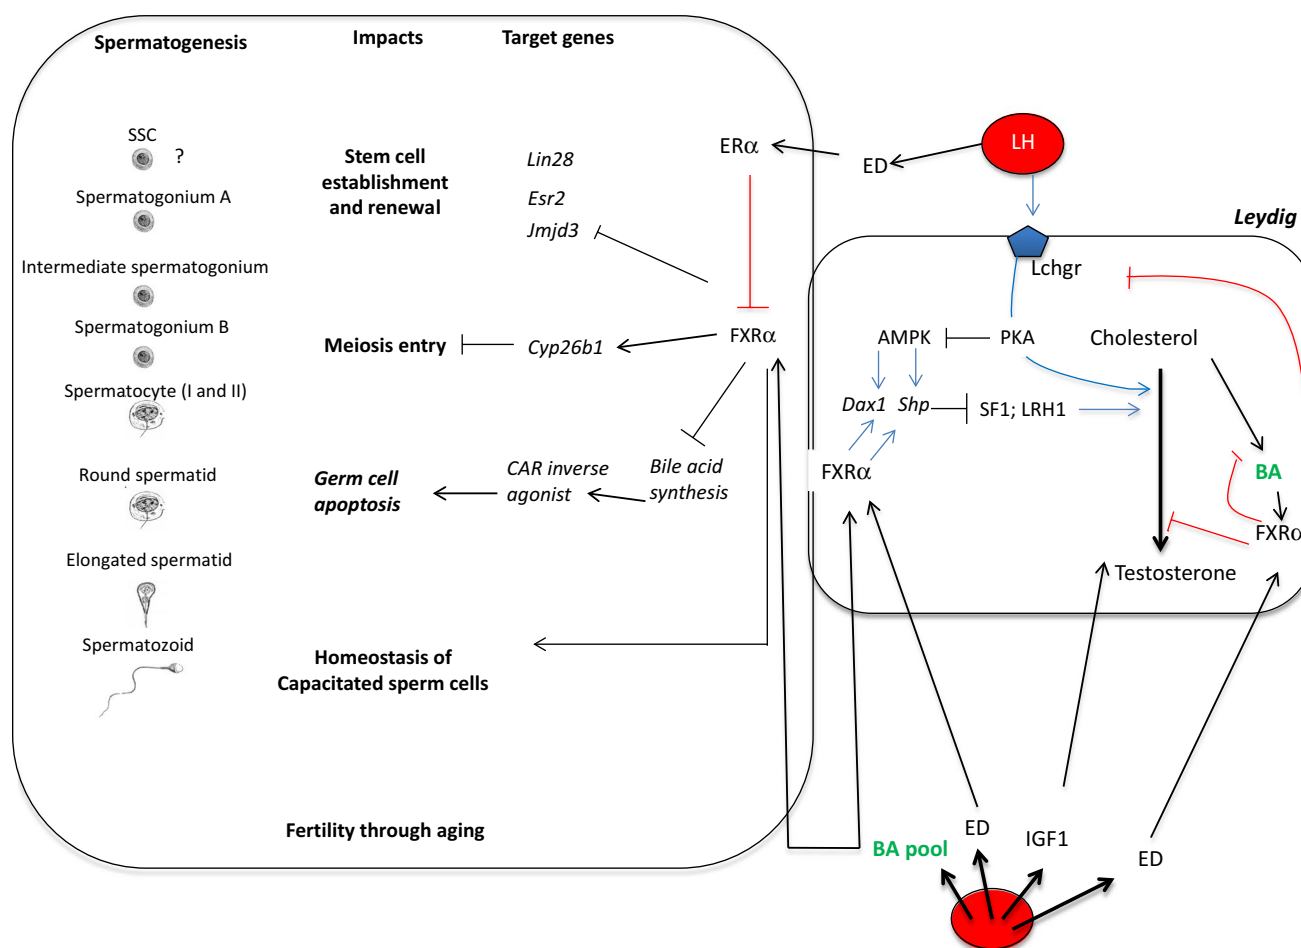 Spermatogenesis
Impacts
Target genes
SSC
?
Spermatogonium A
Intermediate spermatogonium
Spermatogonium B
Spermatocyte (I and II)
Round spermatid
Elongated spermatid
Spermatozoid
Stem cell
establishment
and renewal
Lin28
Esr2
Jmjd3
Meiosis entry
Cyp26b1
Germ cell
apoptosis
CAR inverse
agonist
Bile acid
synthesis
Homeostasis of
Capacitated sperm cells
Fertility through aging
ERα
FXRα
ED
LH
Leydig
Lchgr
AMPK
PKA
Cholesterol
Dax1
Shp
SF1; LRH1
FXRα
BA
FXRα
Testosterone
BA pool
ED
IGF1
ED